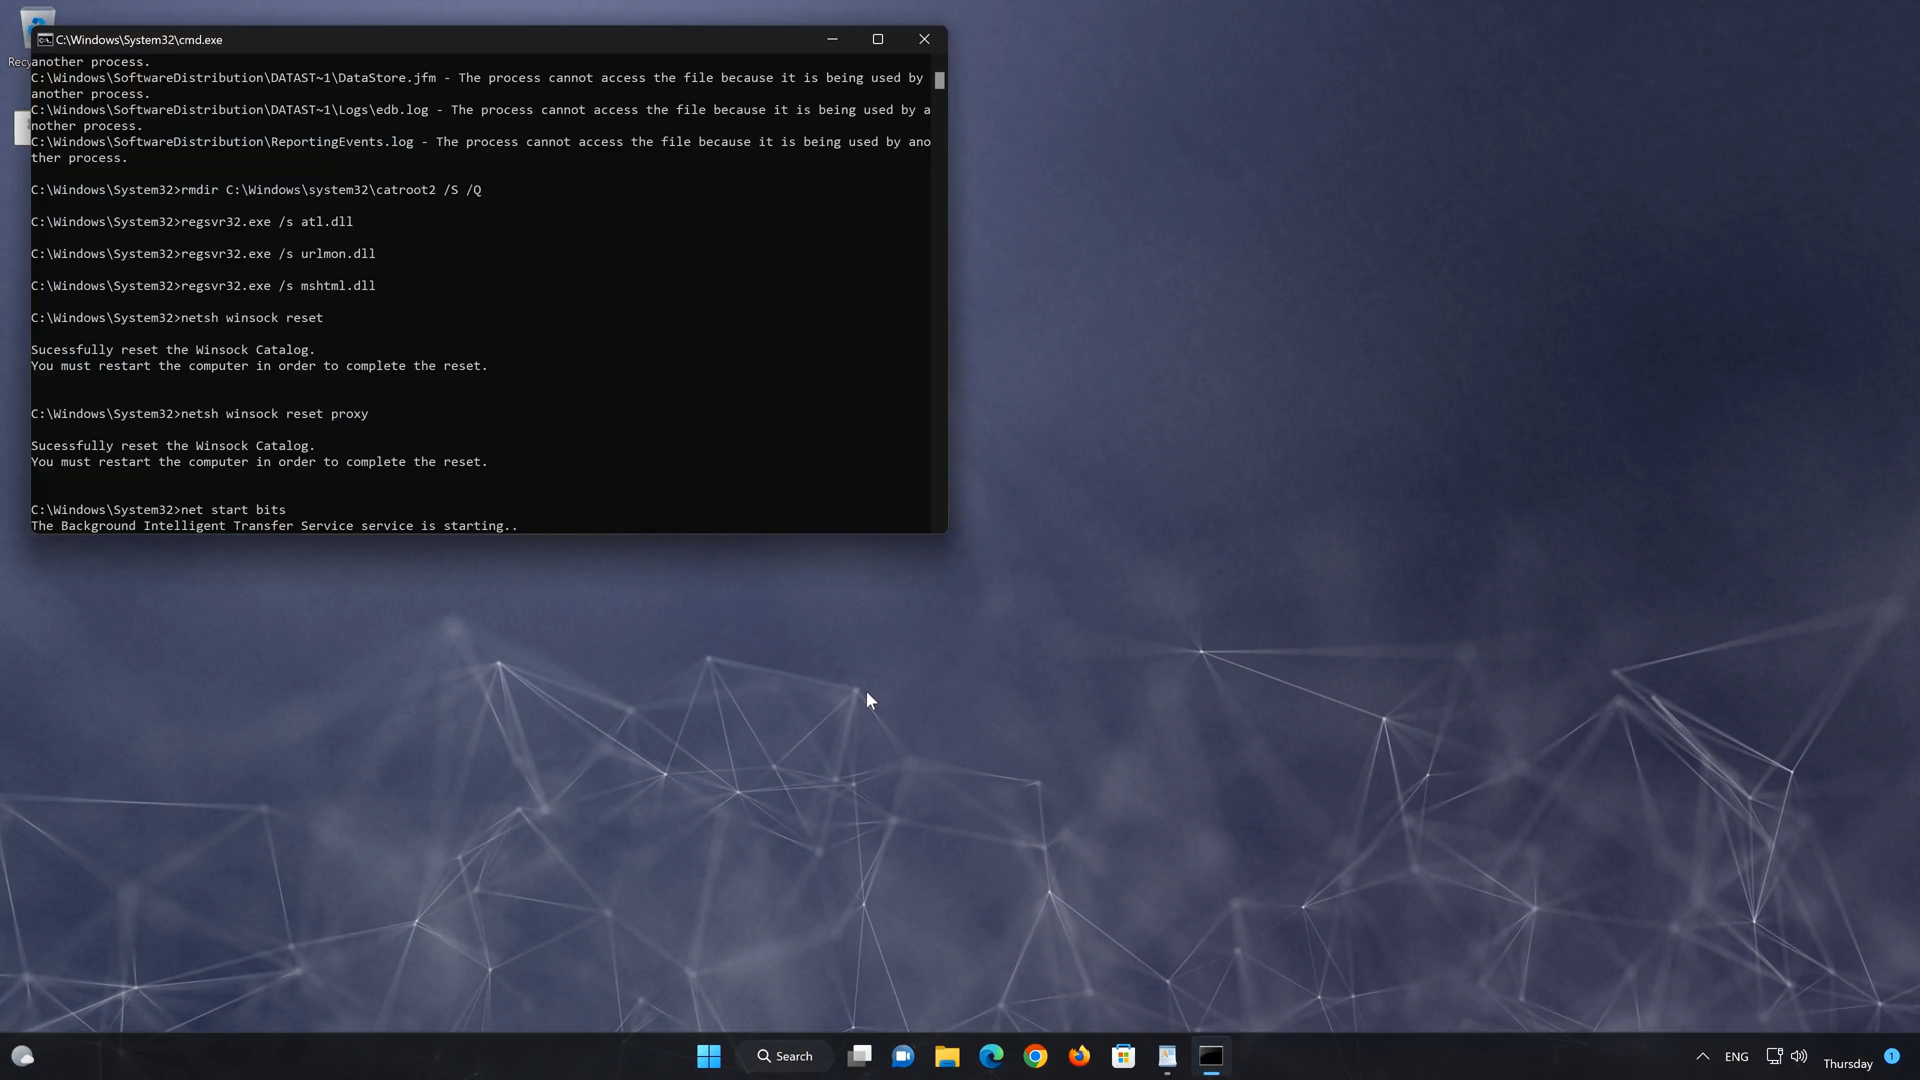 C:\Windows\System32\cmd.exe
Recy
another process.
C:\Windows\SoftwareDistribution\DATAST~1\DataStore.jfm - The process cannot access the file because it is being used by
another process.
C:\Windows\SoftwareDistribution\DATAST~1\Logs\edb.log - The process cannot access the file because it is being used by a
nother process.
C:\Windows\SoftwareDistribution\ReportingEvents.log - The process cannot access the file because it is being used by ano
ther process.
C:\Windows\System32>rmdir C:\Windows\system32\catroot2 /S /Q
C:\Windows\System32>regsvr32.exe /s atl.dll
C:\Windows\System32>regsvr32.exe /s urlmon.dll
C:\Windows\System32>regsvr32.exe /s mshtml.dll
C:\Windows\System32>netsh winsock reset
Sucessfully reset the Winsock Catalog.
You must restart the computer in order to complete the reset.
C:\Windows\System32>netsh winsock reset proxy
Sucessfully reset the Winsock Catalog.
You must restart the computer in order to complete the reset.
C:\Windows\System32>net start bits
The Background Intelligent Transfer Service service is starting..
Search
ENG
Thursday
1